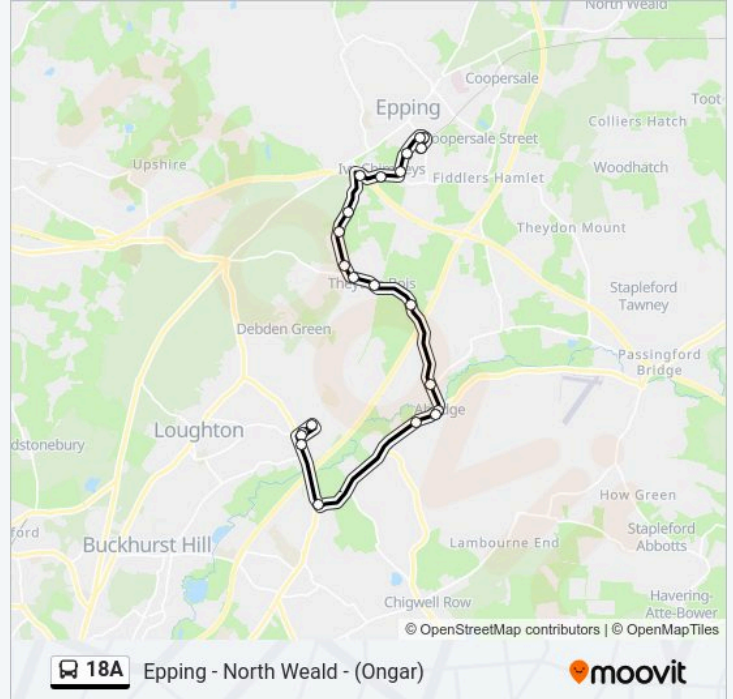 North Weald
Coopersale
Epping
Toot
Colliers Hatch
oopersale Street
Upshire
Woodhatch
Fiddlers Hamlet
Theydon Mount
Stapleford
Tawney
Debden Green
Passingford
Bridge
Loughton
dstonebury
How Green
ford
Stapleford
Abbotts
Buckhurst Hill
Lambourne End
Chigwell Row
Havering-
Atte-Bower
© OpenStreetMap contributors | © OpenMapTiles
18A
Epping - North Weald - (Ongar)
moovit